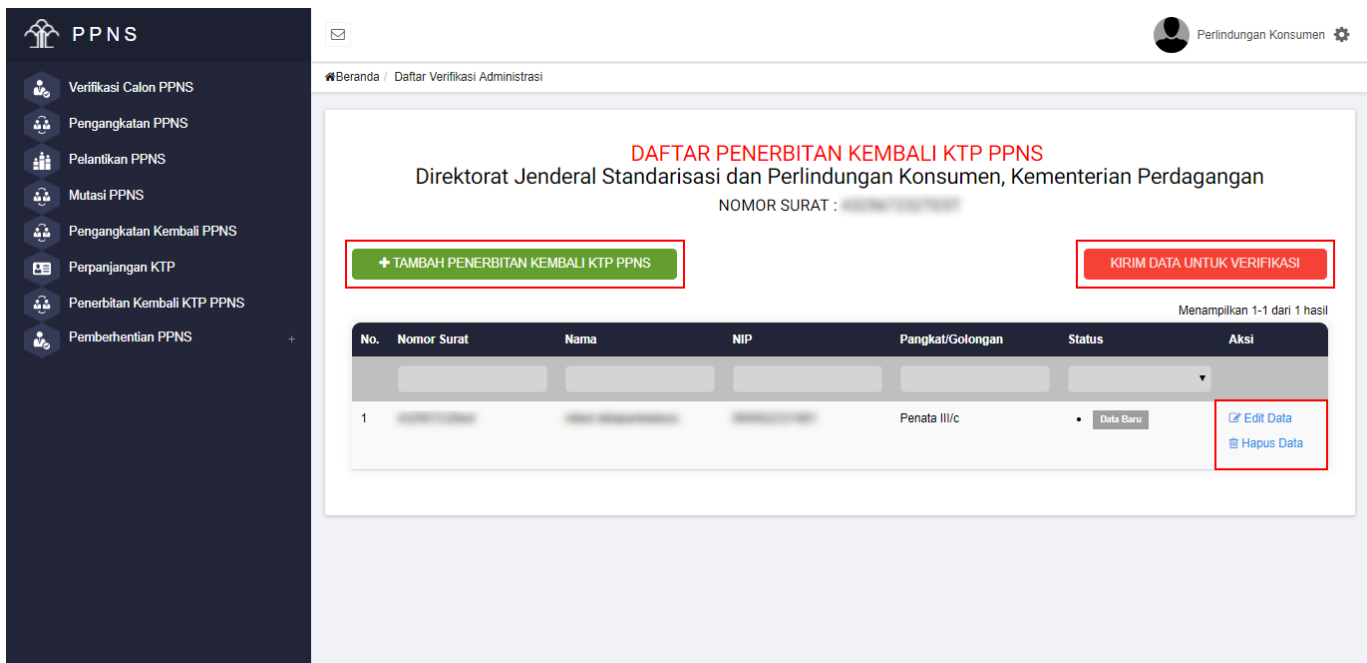 PPNS
Perlindungan Konsumen
Verifikasi Calon PPNS
Pengangkatan PPNS
Pelantikan PPNS
Mutasi PPNS
Pengangkatan Kembali PPNS
Perpanjangan KTP
Penerbitan Kembali KTP PPNS
Pemberhentian PPNS +
Beranda / Daftar Verifikasi Administrasi
DAFTAR PENERBITAN KEMBALI KTP PPNS
Direktorat Jenderal Standarisasi dan Perlindungan Konsumen, Kementerian Perdagangan
NOMOR SURAT :
+ TAMBAH PENERBITAN KEMBALI KTP PPNS
KIRIM DATA UNTUK VERIFIKASI
Menampilkan 1-1 dari 1 hasil
No. Nomor Surat Nama NIP Pangkat/Golongan Status Aksi
1 Penata III/c • Data Baru Edit Data
Hapus Data